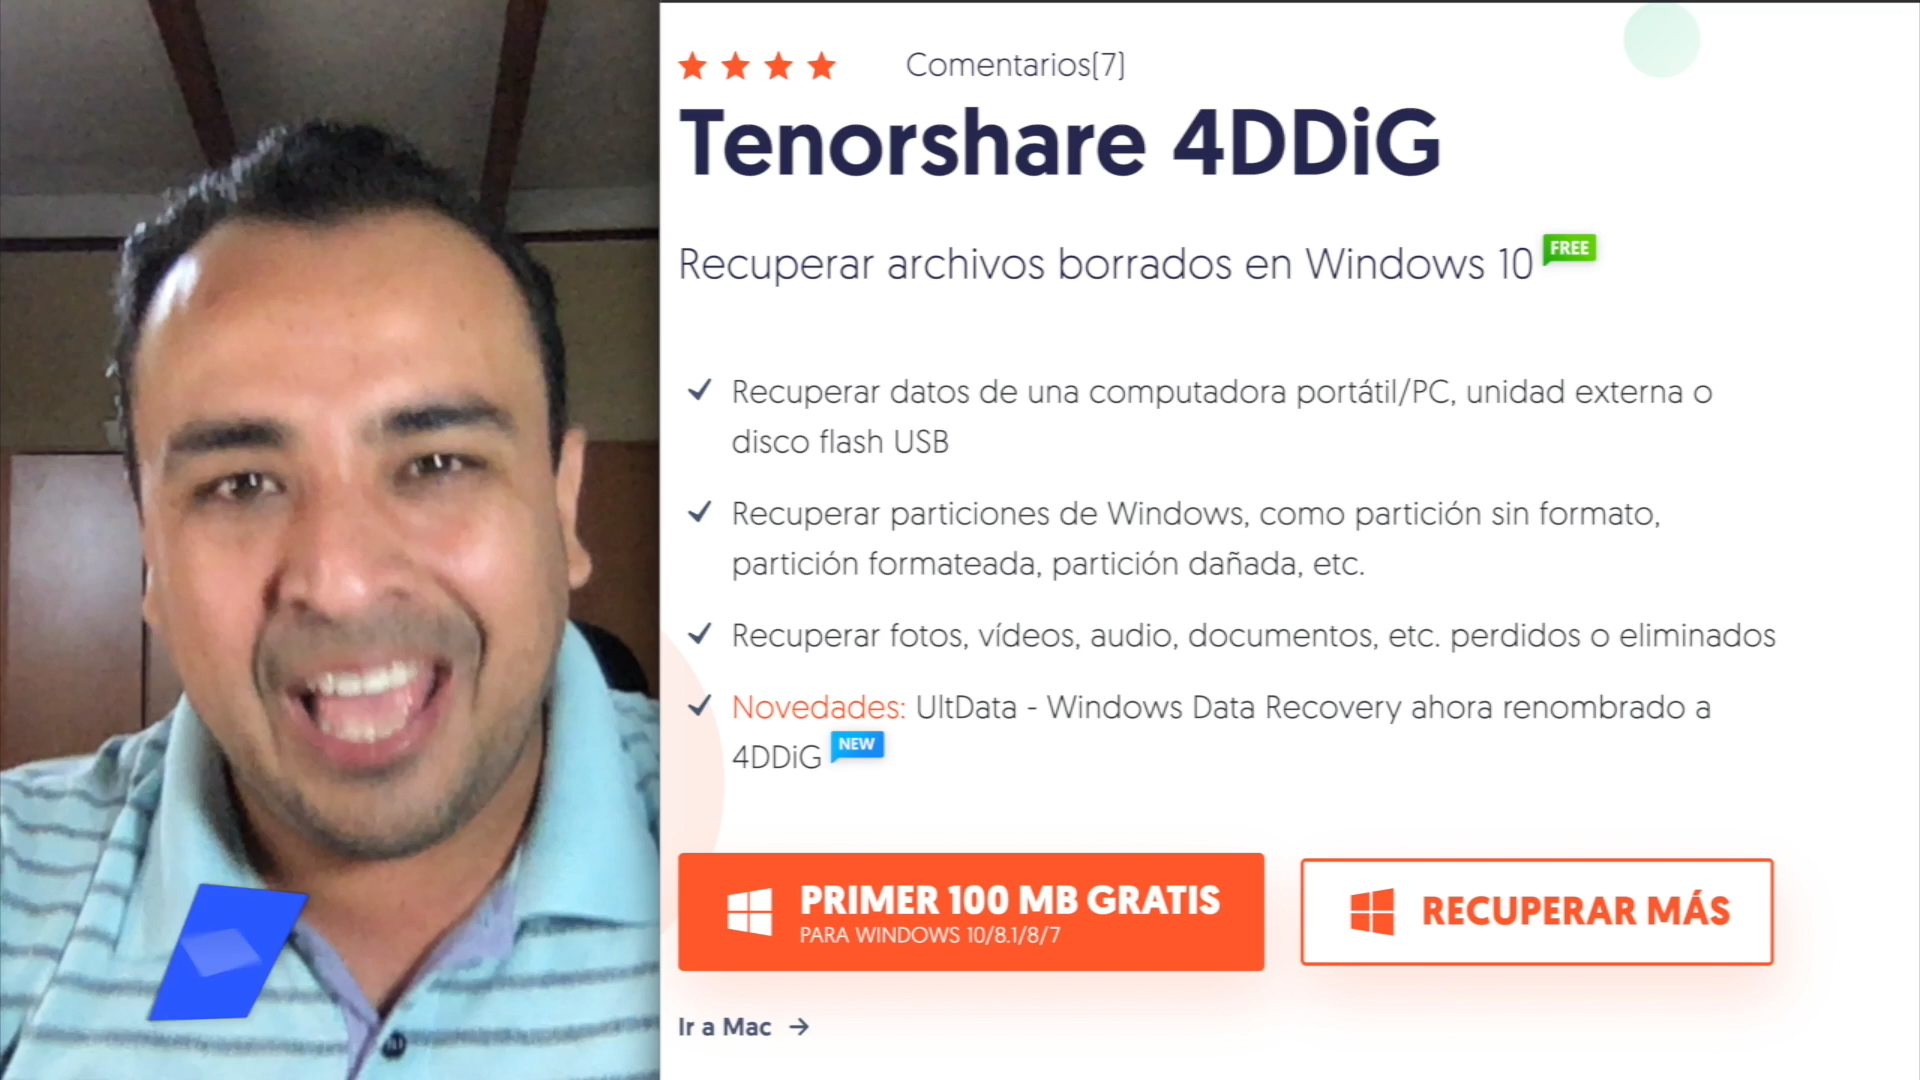 Comentarios[7]
Tenorshare 4DDiG
Recuperar archivos borrados en Windows 10 FREE
Recuperar datos de una computadora portátil/PC, unidad externa o
disco flash USB
Recuperar particiones de Windows, como partición sin formato,
partición formateada, partición dañada, etc.
Recuperar fotos, vídeos, audio, documentos, etc. perdidos o eliminados
Novedades: UltData - Windows Data Recovery ahora renombrado a
4DDiG NEW
PRIMER 100 MB GRATIS
PARA WINDOWS 10/8.1/8/7
RECUPERAR MÁS
Ir a Mac →